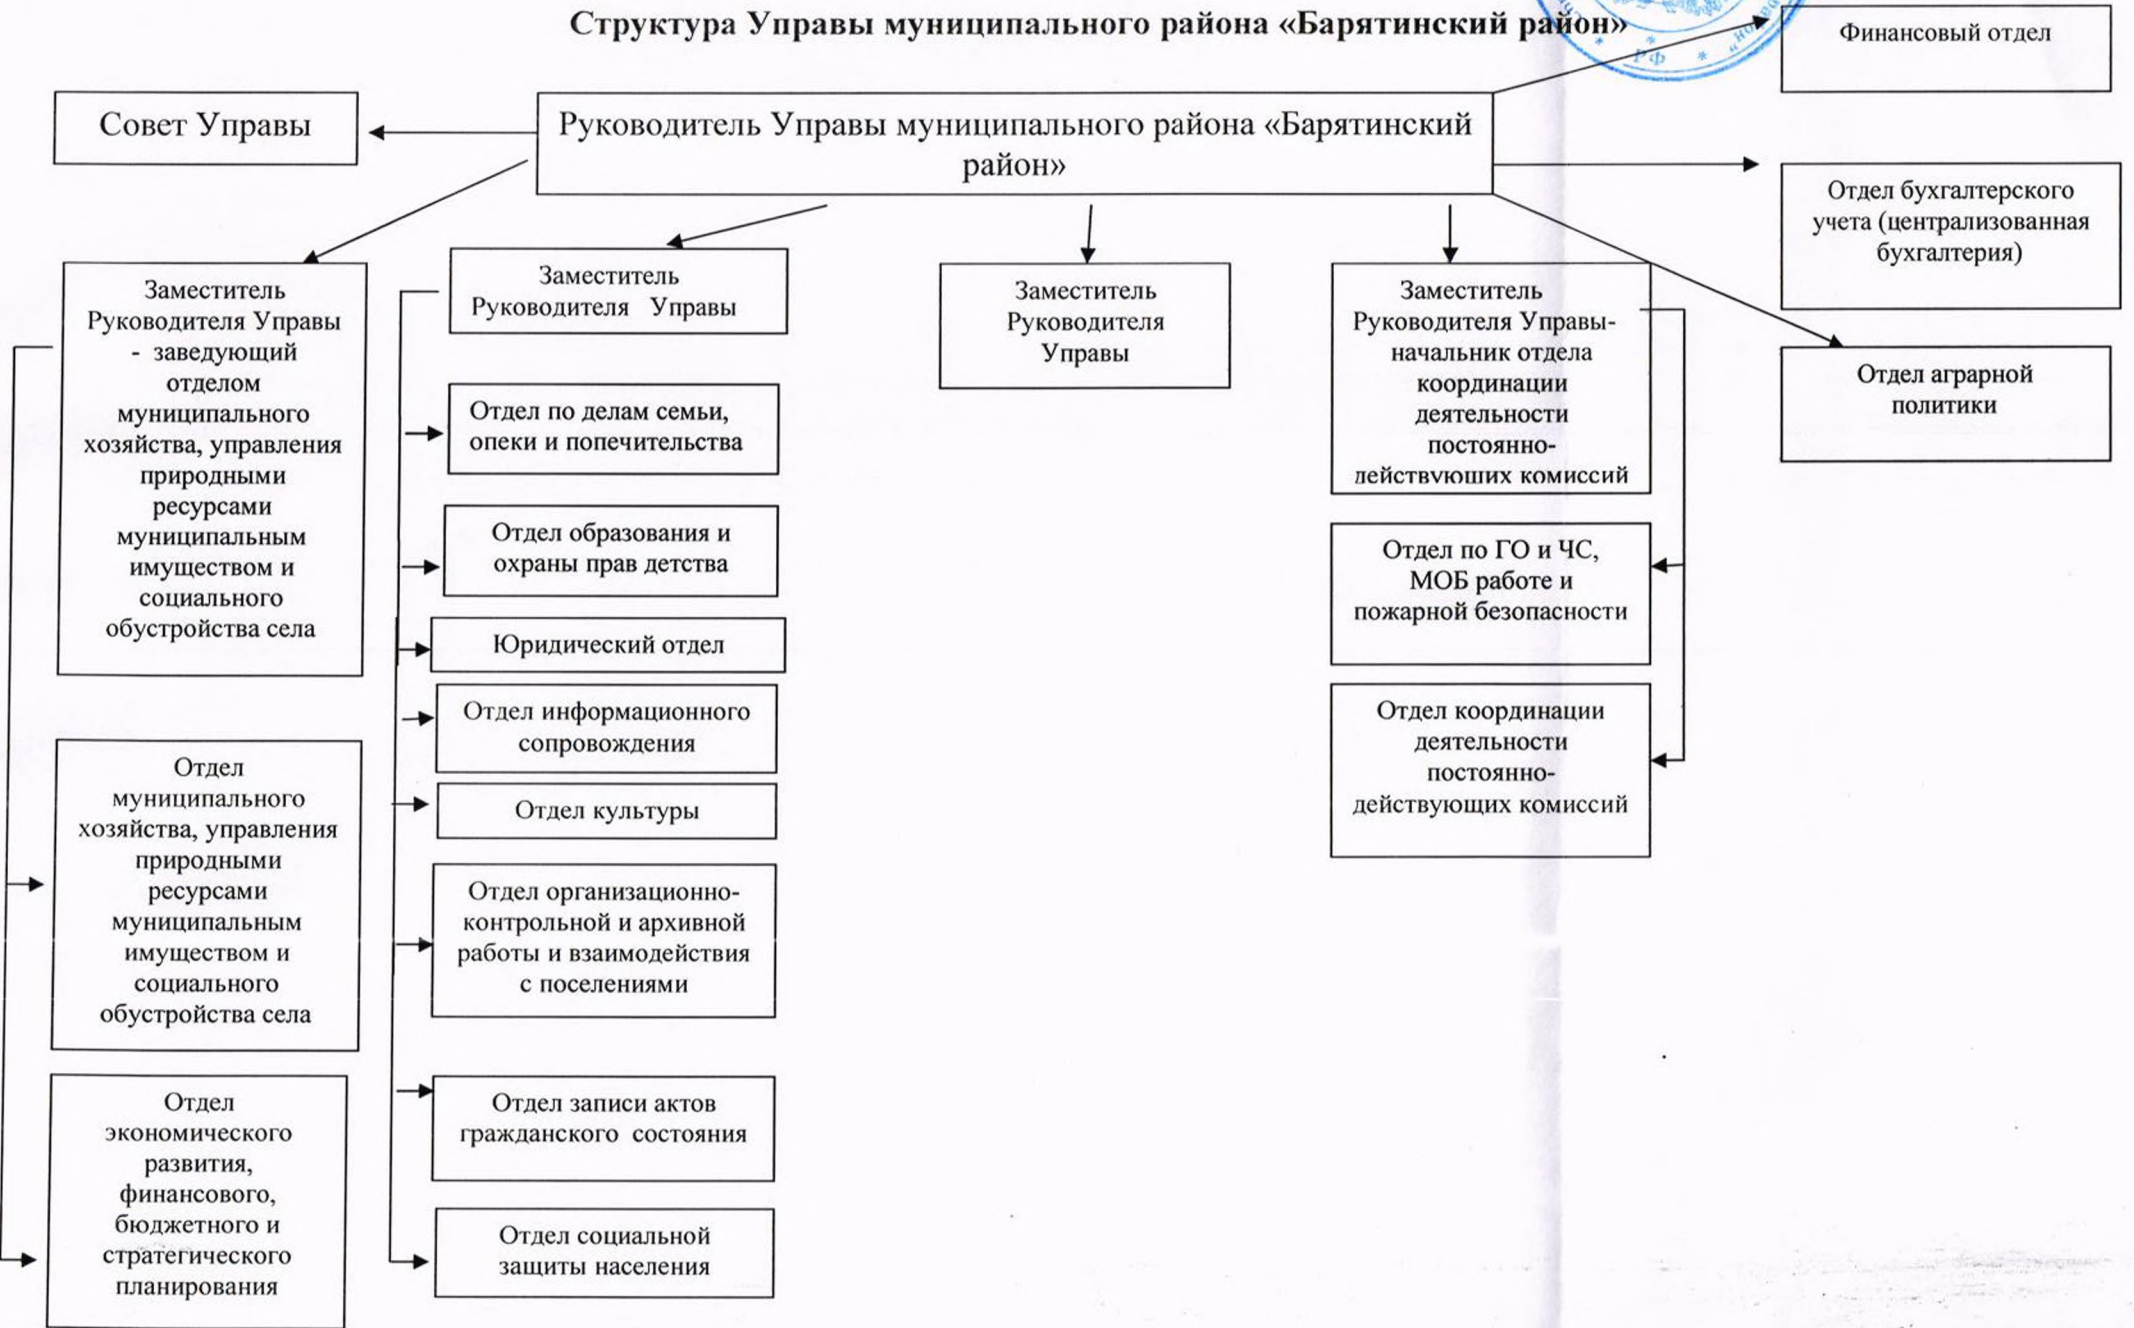 Структура Управы муниципального района «Барятинский район»
РФ
Финансовый отдел
Совет Управы
Руководитель Управы муниципального района «Барятинский
район»
Отдел бухгалтерского
учета (централизованная
бухгалтерия)
Отдел аграрной
политики
Заместитель
Руководителя Управы
- заведующий
отделом
муниципального
хозяйства, управления
природными
ресурсами
муниципальным
имуществом и
социального
обустройства села
Отдел
муниципального
хозяйства, управления
природными
ресурсами
муниципальным
имуществом и
социального
обустройства села
Отдел
экономического
развития,
финансового,
бюджетного и
стратегического
планирования
Заместитель
Руководителя Управы
Отдел по делам семьи,
опеки и попечительства
Отдел образования и
охраны прав детства
Юридический отдел
Отдел информационного
сопровождения
Отдел культуры
Отдел организационно-
контрольной и архивной
работы и взаимодействия
с поселениями
Отдел записи актов
гражданского состояния
Отдел социальной
защиты населения
Заместитель
Руководителя
Управы
Заместитель
Руководителя Управы-
начальник отдела
координации
деятельности
постоянно-
действующих комиссий
Отдел по ГО и ЧС,
МОБ работе и
пожарной безопасности
Отдел координации
деятельности
постоянно-
действующих комиссий